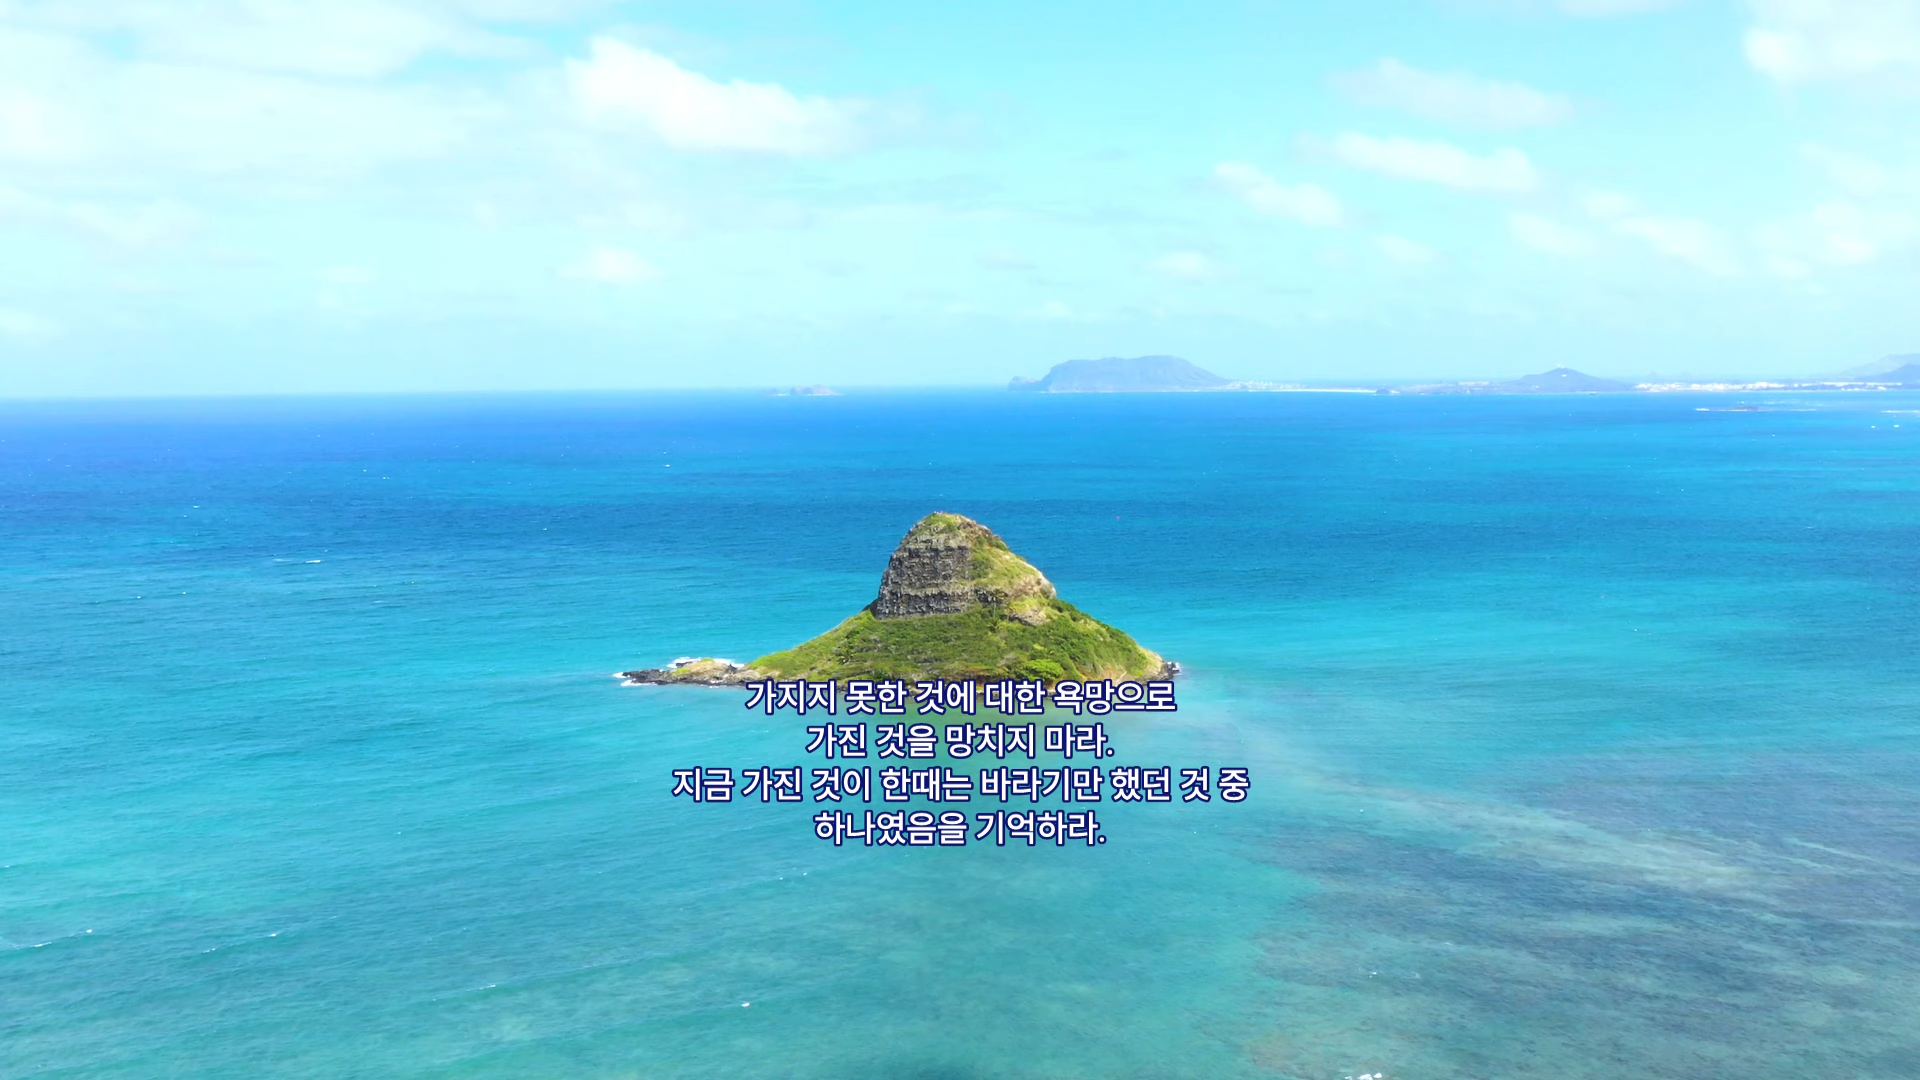 가지지 못한 것에 대한 욕망으로
가진 것을 망치지 마라.
지금 가진 것이 한때는 바라기만 했던 것 중
하나였음을 기억하라.